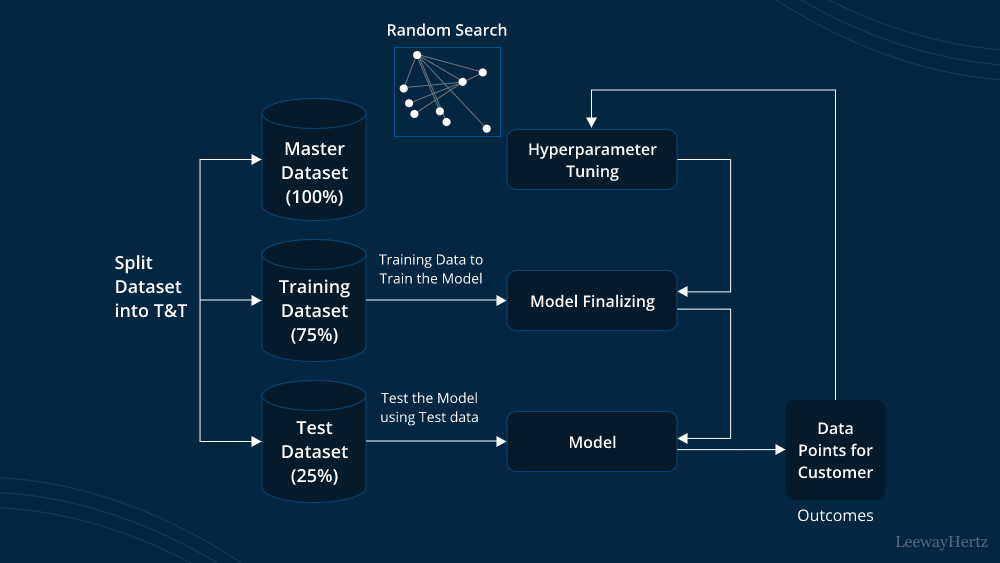 Random Search
Master
Dataset
(100%)
Hyperparameter
Tuning
Split
Dataset
into T&T
Training
Dataset
(75%)
Training Data to
Train the Model
Model Finalizing
Test
Dataset
(25%)
Test the Model
using Test data
Model
Data
Points for
Customer
Outcomes
LeewayHertz